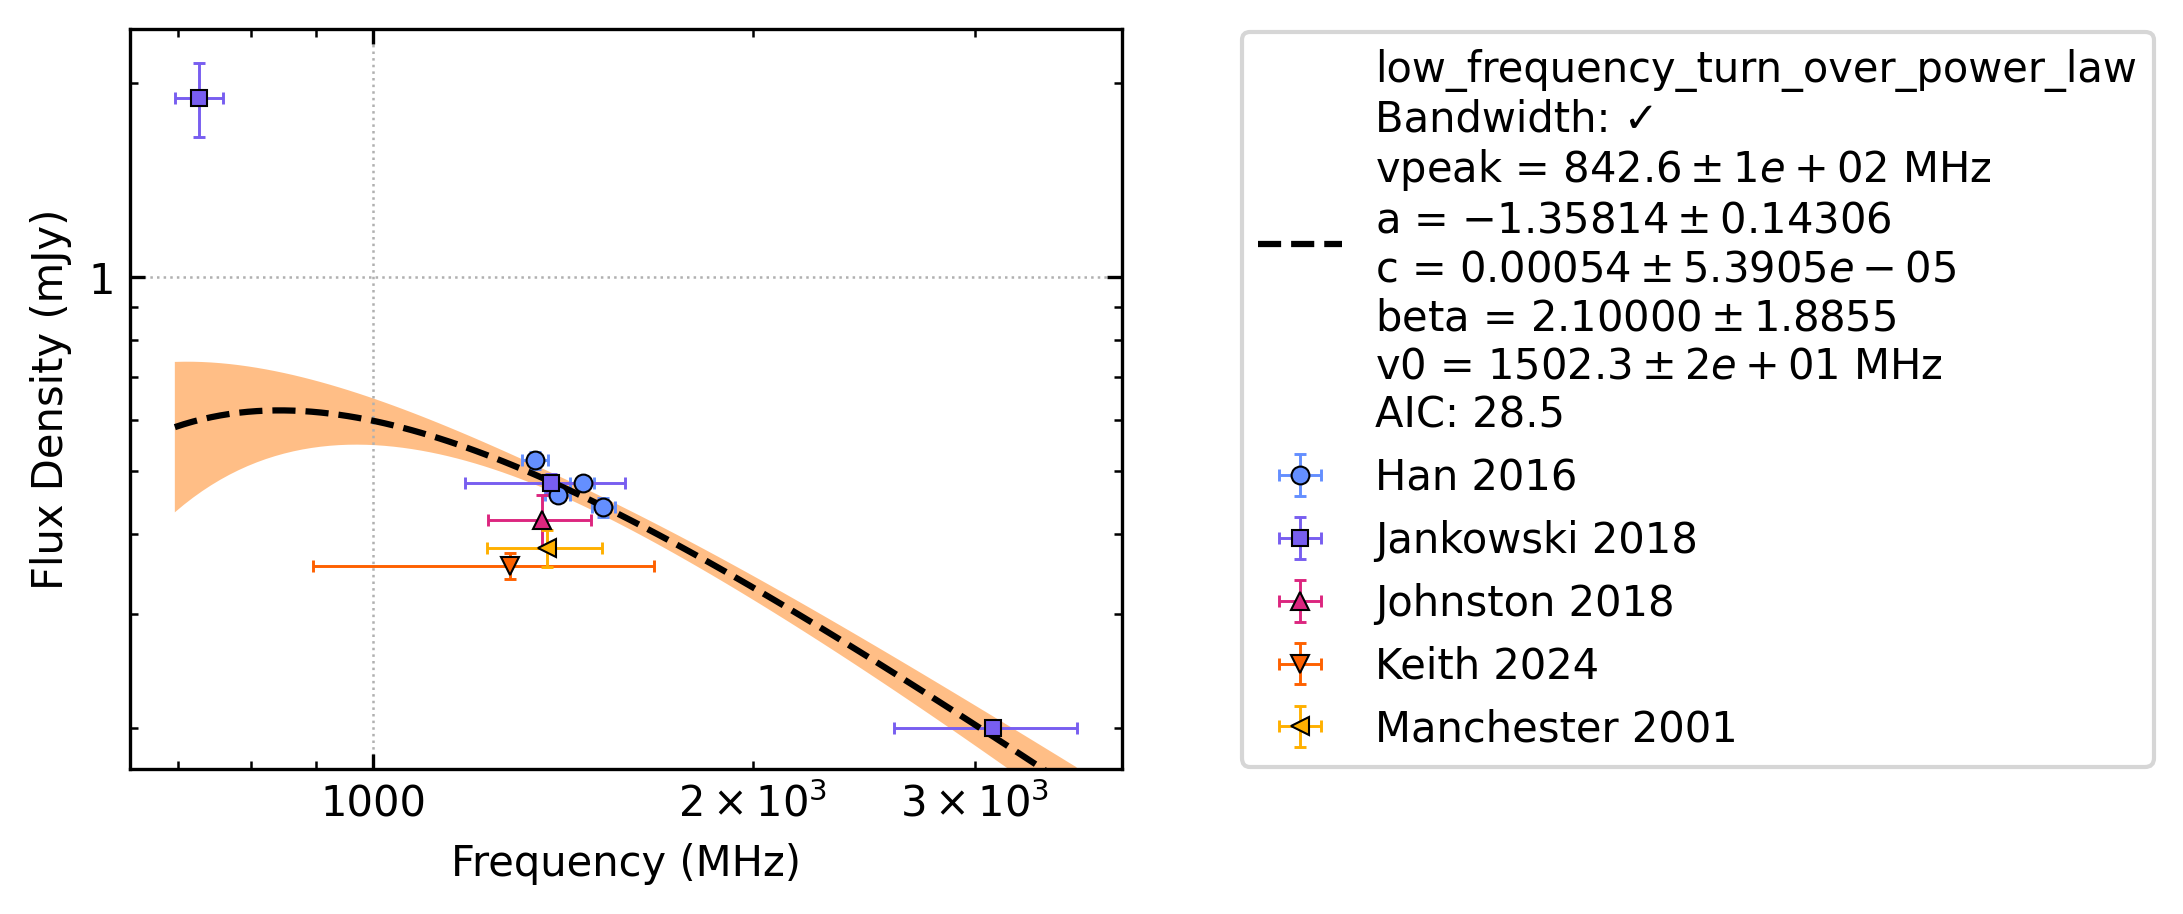 1
Flux Density (mJy)
1000
2 × 10³
3 × 10³
Frequency (MHz)
low_frequency_turn_over_power_law
Bandwidth: ✓
vpeak = 842.6 ± 1e + 02 MHz
a = −1.35814 ± 0.14306
c = 0.00054 ± 5.3905e − 05
beta = 2.10000 ± 1.8855
v0 = 1502.3 ± 2e + 01 MHz
AIC: 28.5
Han 2016
Jankowski 2018
Johnston 2018
Keith 2024
Manchester 2001